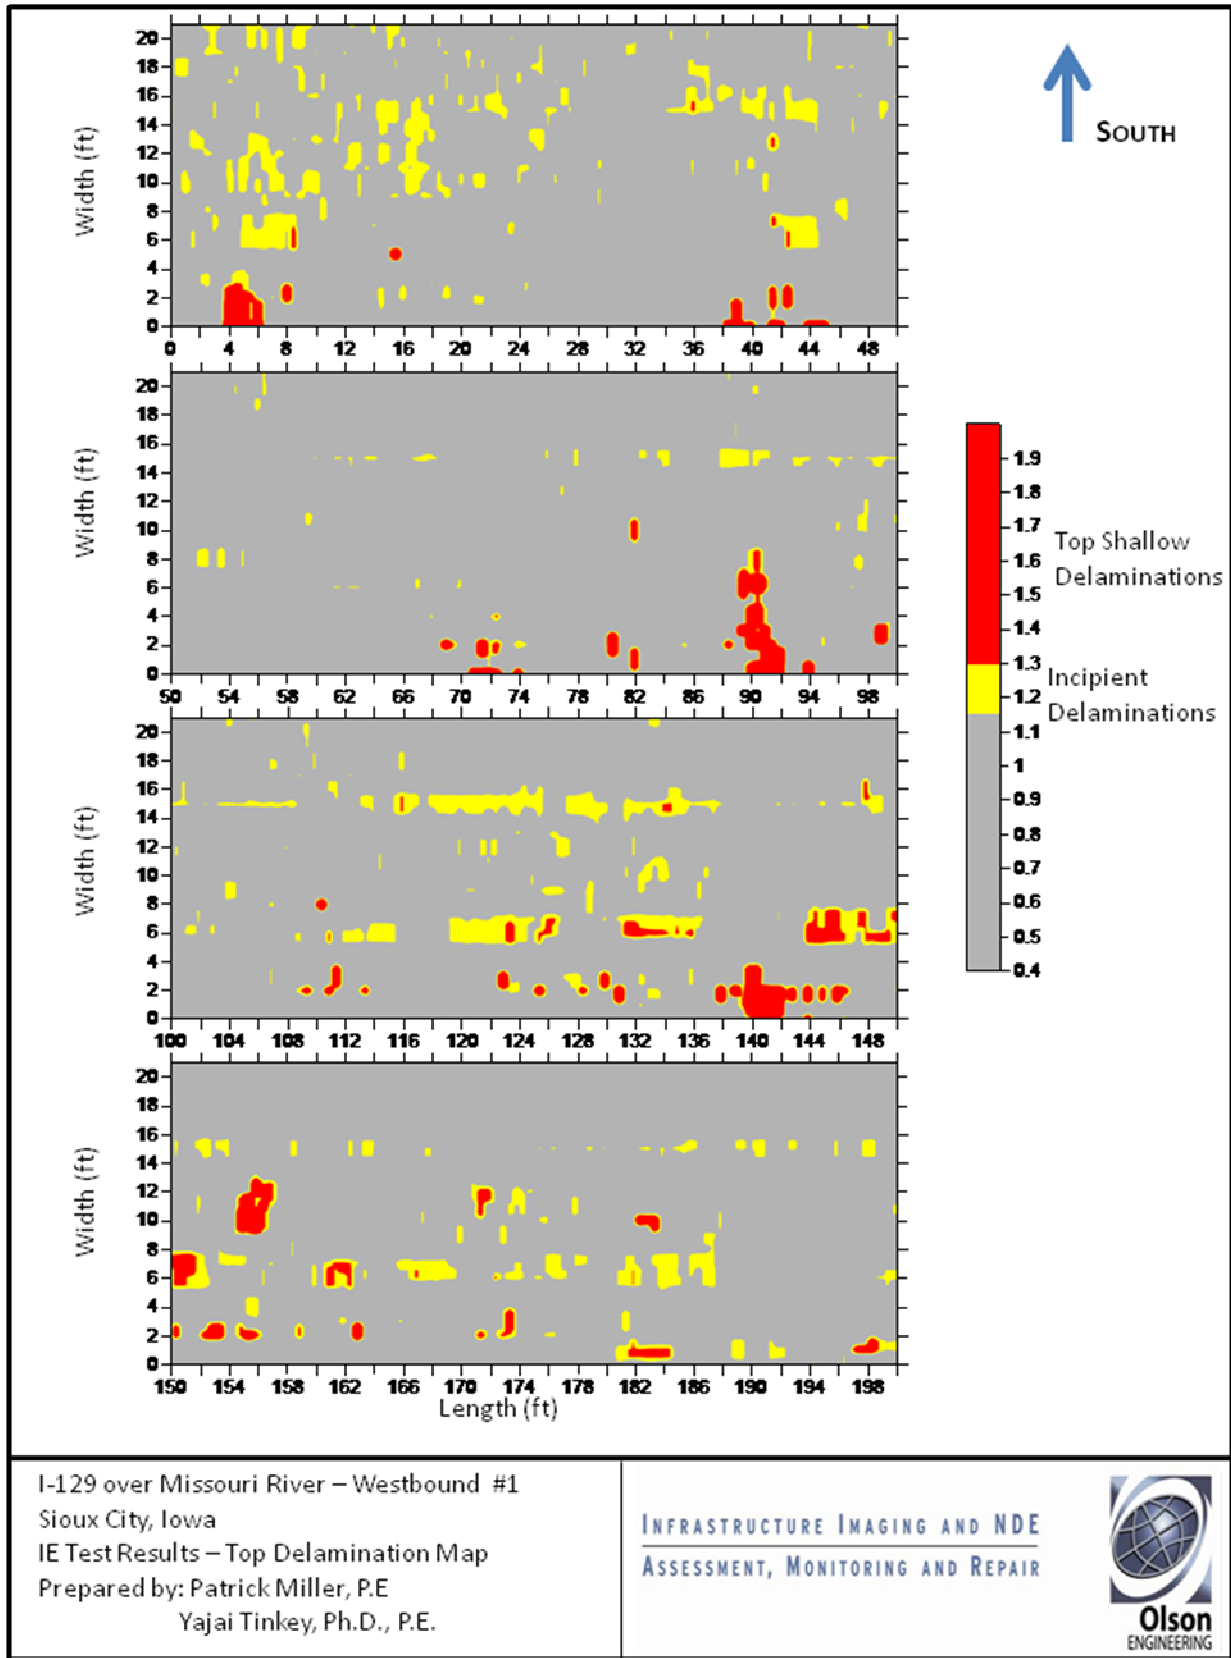 SOUTH
Width (ft)
20
18
16
14
12
10
8
6
4
2
0
0 4 8 12 16 20 24 28 32 36 40 44 48
Width (ft)
20
18
16
14
12
10
8
6
4
2
0
50 54 58 62 66 70 74 78 82 86 90 94 98
Width (ft)
20
18
16
14
12
10
8
6
4
2
0
100 104 108 112 116 120 124 128 132 136 140 144 148
Width (ft)
20
18
16
14
12
10
8
6
4
2
0
150 154 158 162 166 170 174 178 182 186 190 194 198
Length (ft)
1.9
1.8
1.7
1.6
1.5
1.4
1.3
1.2
1.1
1
0.9
0.8
0.7
0.6
0.5
0.4
Top Shallow
Delaminations
Incipient
Delaminations
I-129 over Missouri River – Westbound #1
Sioux City, Iowa
IE Test Results – Top Delamination Map
Prepared by: Patrick Miller, P.E
Yajai Tinkey, Ph.D., P.E.
INFRASTRUCTURE IMAGING AND NDE
ASSESSMENT, MONITORING AND REPAIR
Olson
ENGINEERING